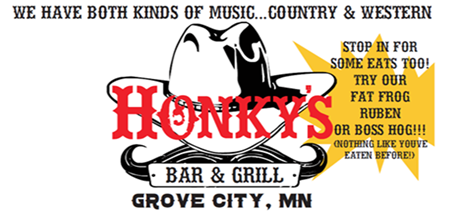 WE HAVE BOTH KINDS OF MUSIC...COUNTRY & WESTERN
STOP IN FOR
SOME EATS TOO!
TRY OUR
FAT FROG
RUBEN
OR BOSS HOG!!!
(NOTHING LIKE YOUVE
EATEN BEFORE!)
HONKY'S
BAR & GRILL
GROVE CITY, MN